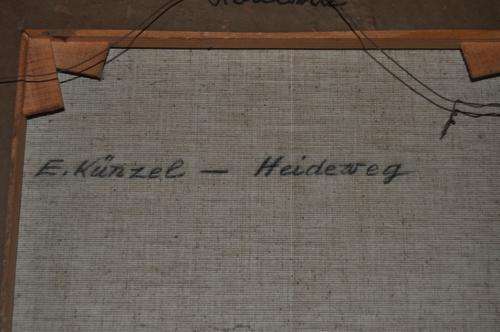 E. Künzel — Heideweg